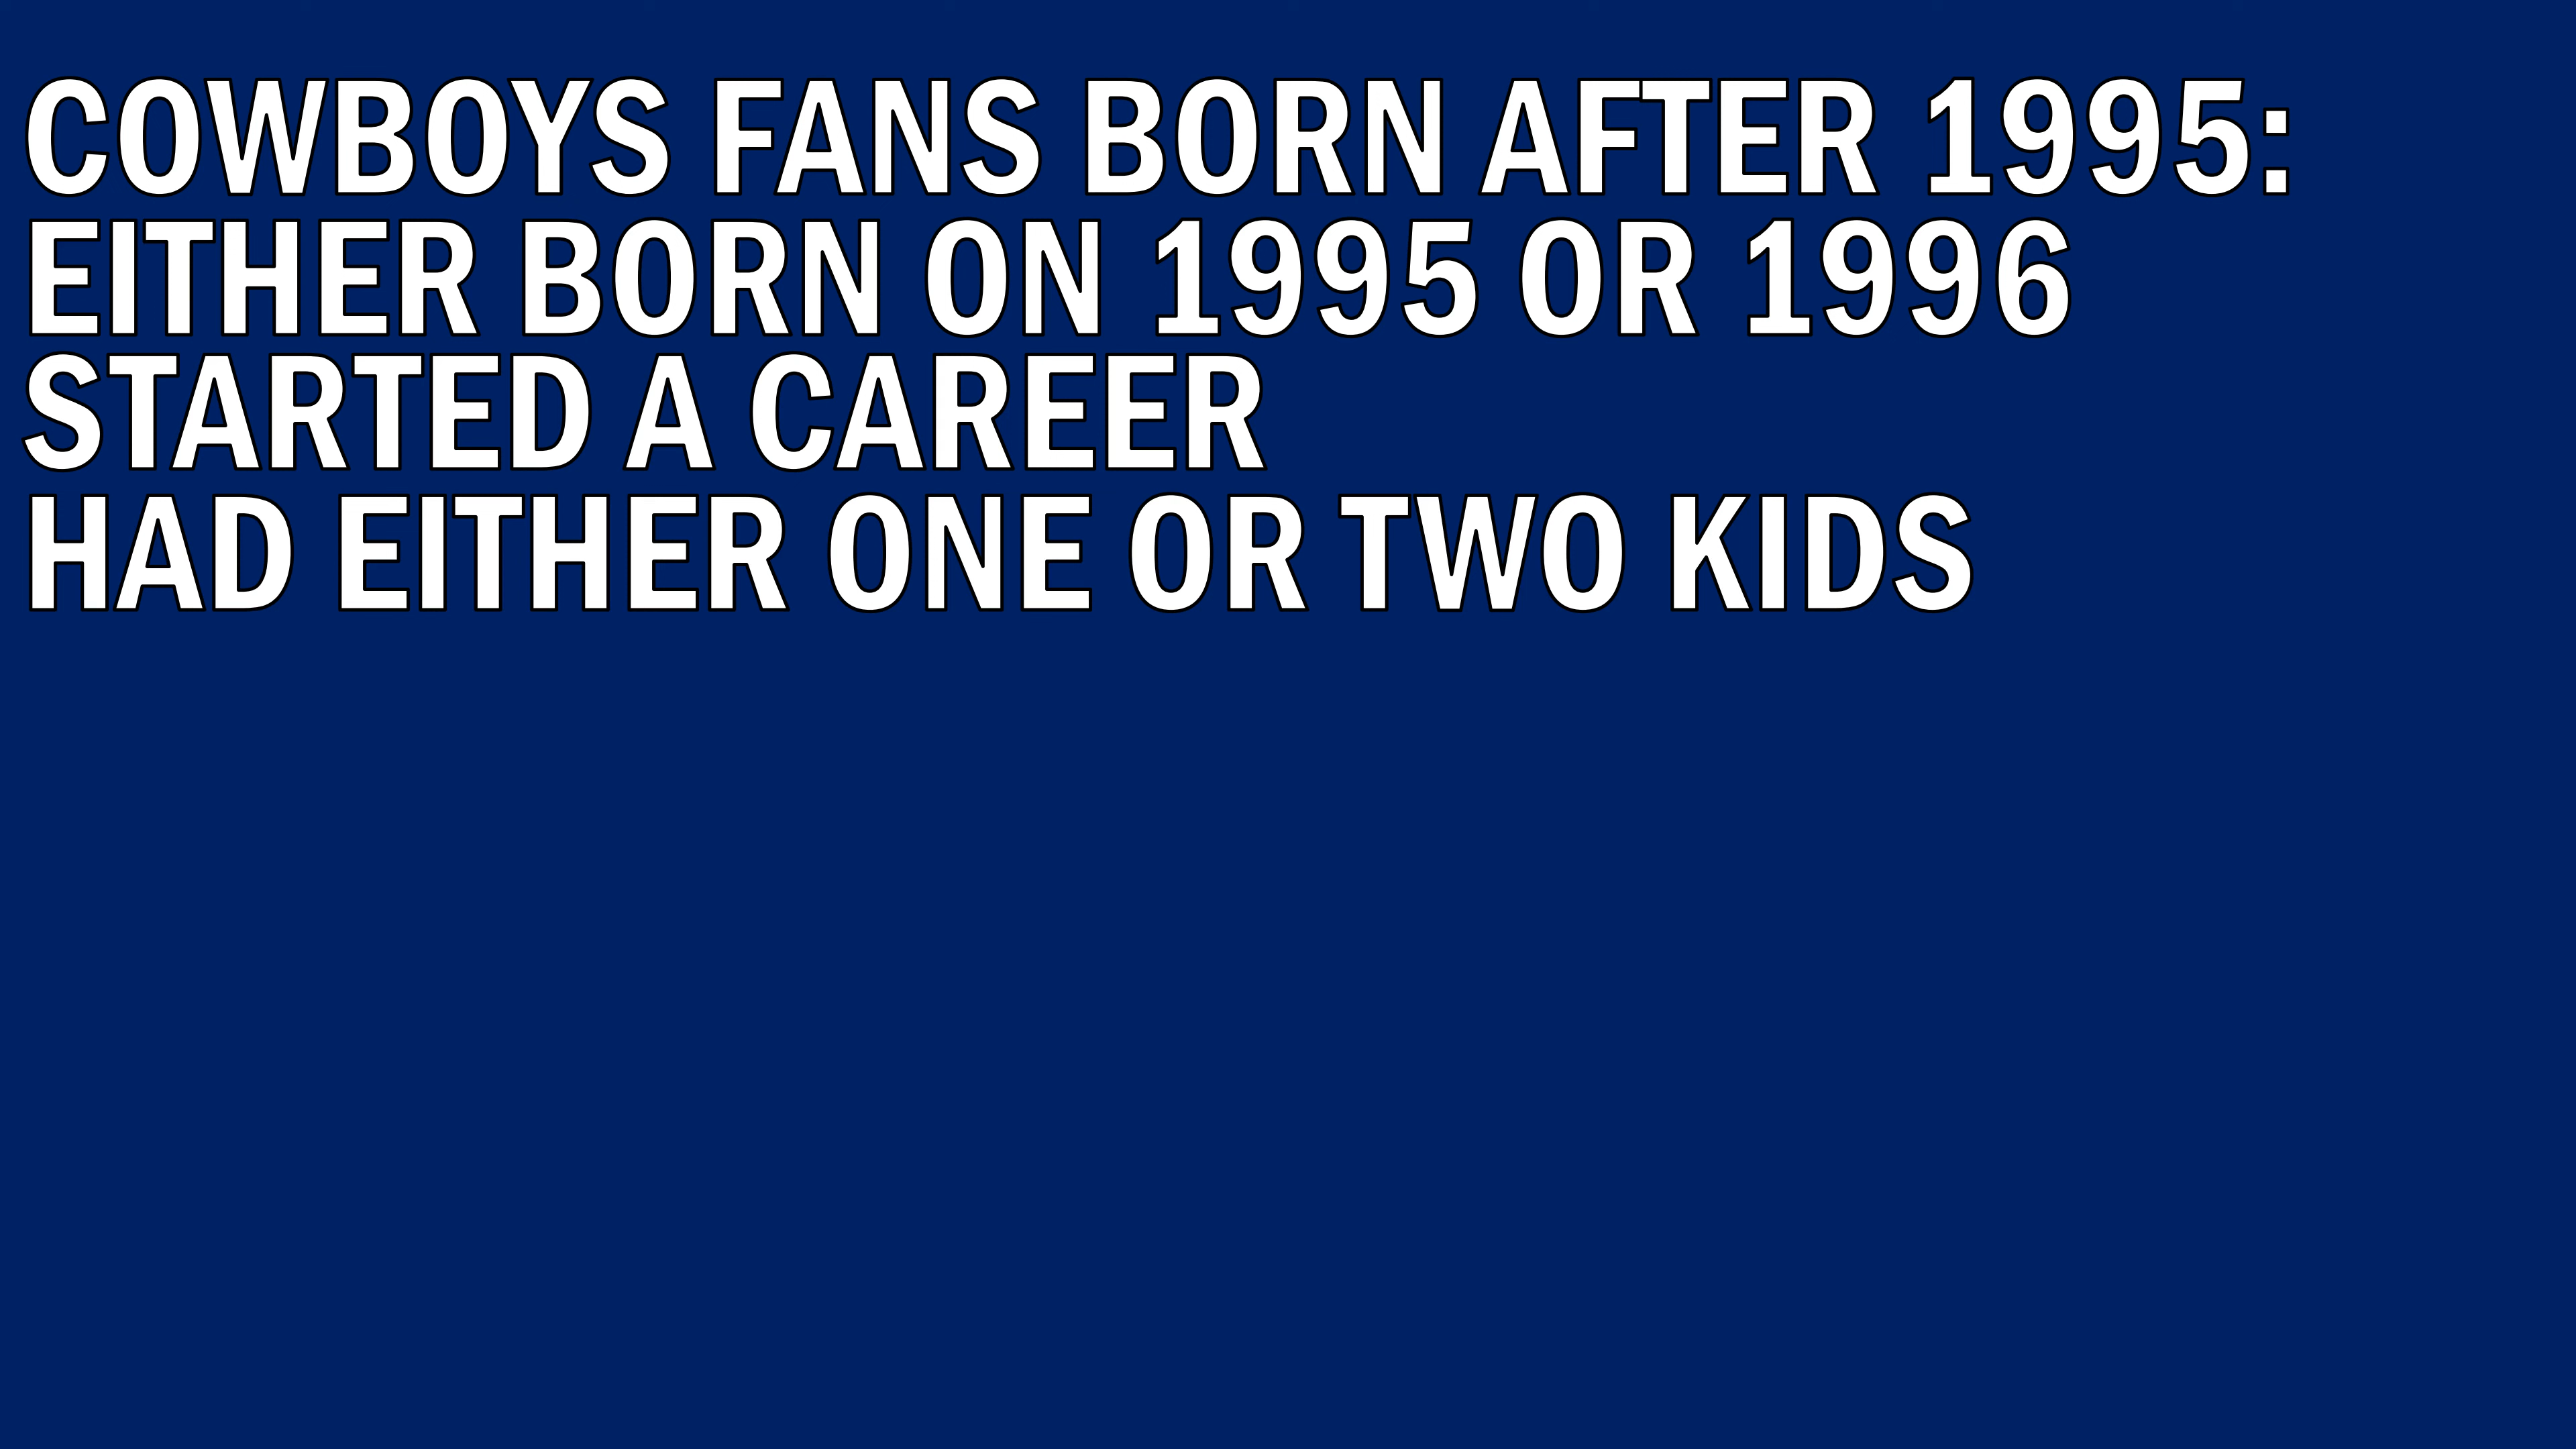 COWBOYS FANS BORN AFTER 1995:
EITHER BORN ON 1995 OR 1996
STARTED A CAREER
HAD EITHER ONE OR TWO KIDS